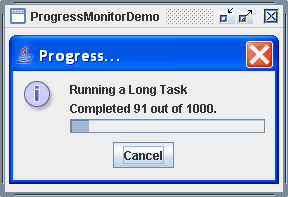 ProgressMonitorDemo
Progress...
Running a Long Task
Completed 91 out of 1000.
Cancel